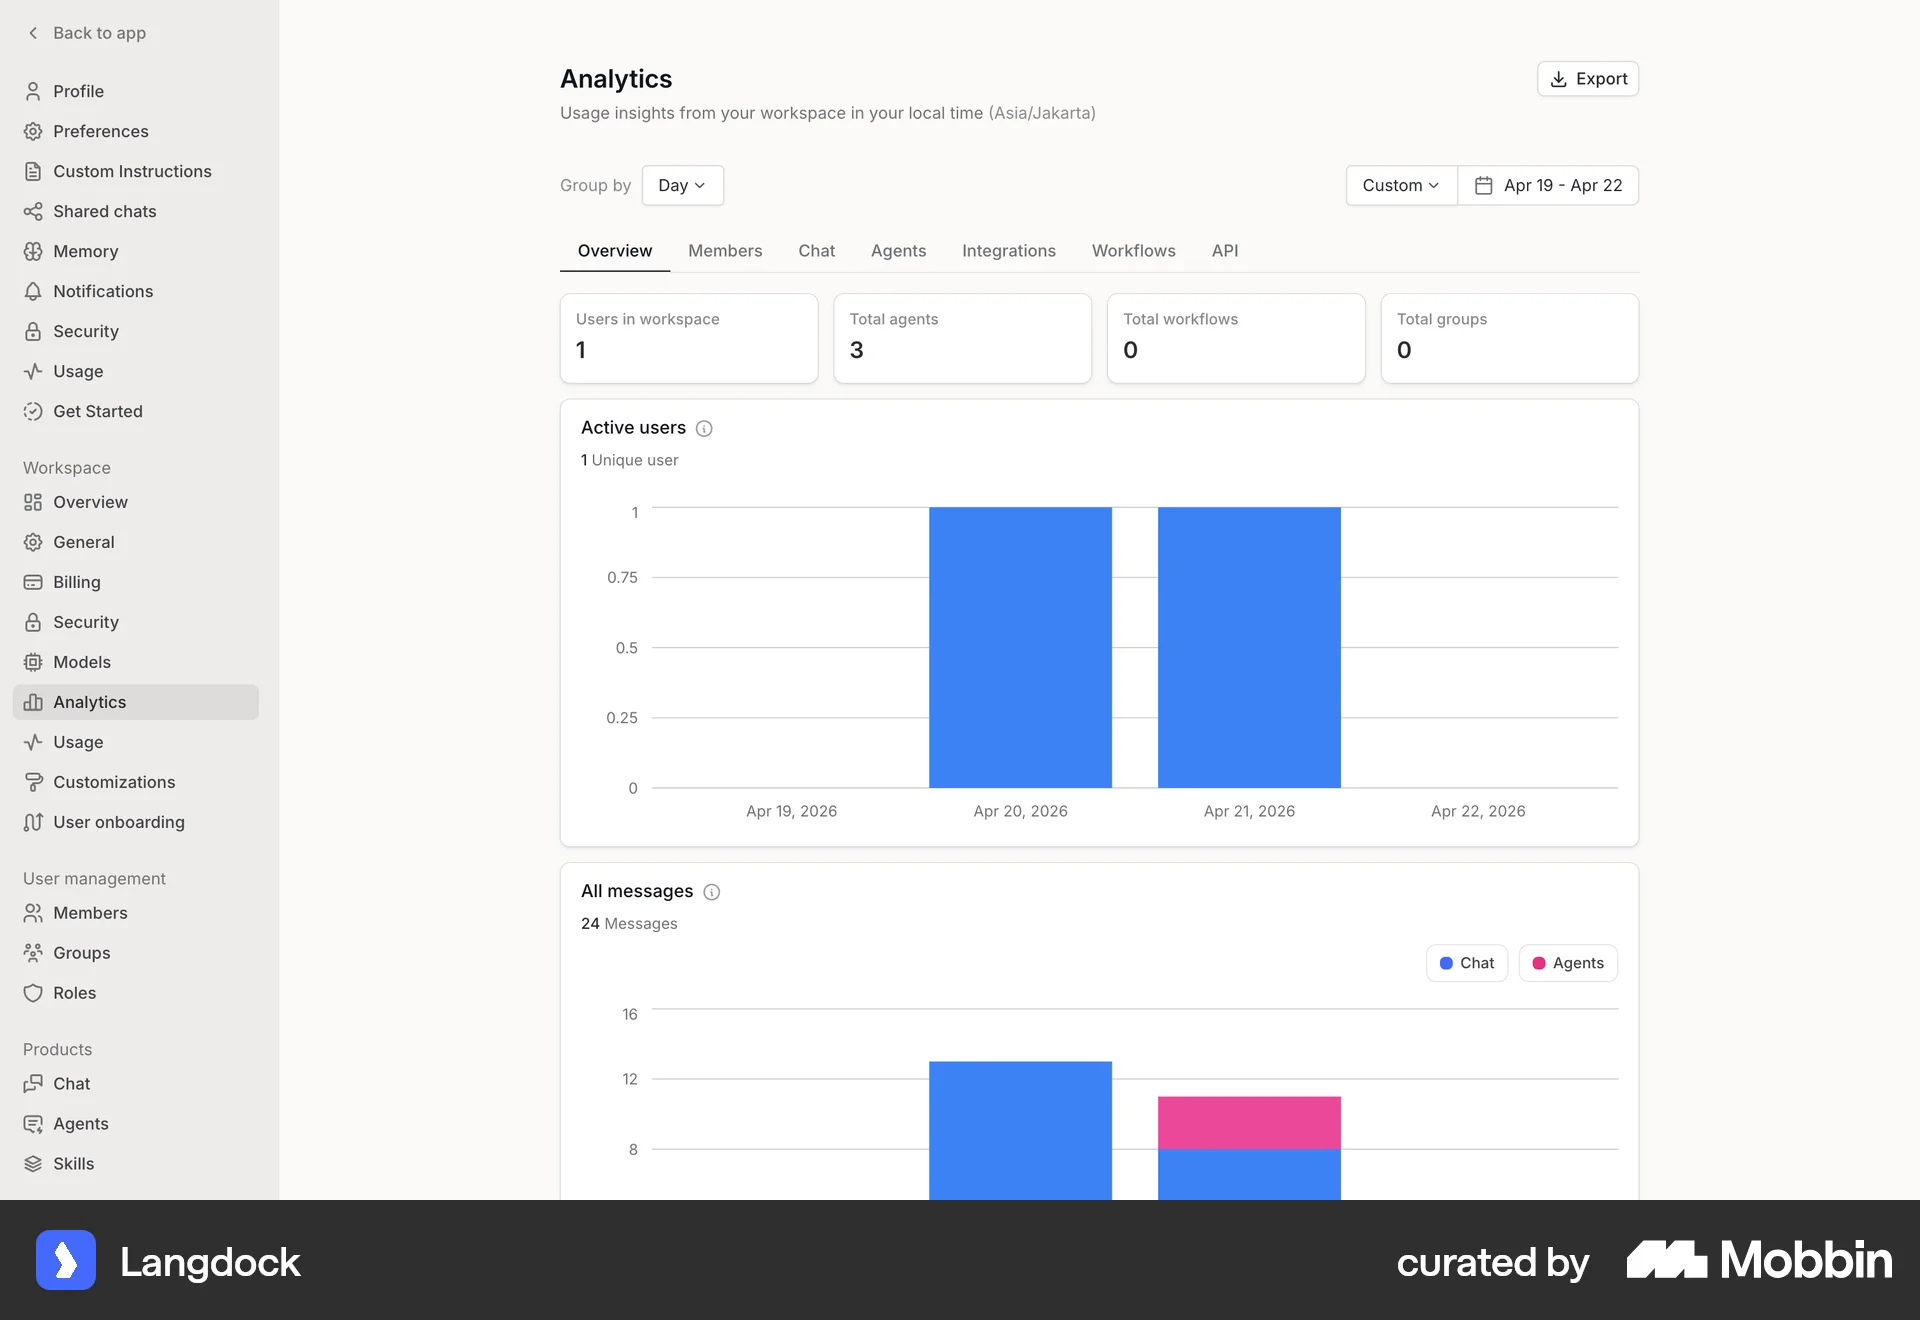 Back to app
Profile
Preferences
Custom Instructions
Shared chats
Memory
Notifications
Security
Usage
Get Started
Workspace
Overview
General
Billing
Security
Models
Analytics
Usage
Customizations
User onboarding
User management
Members
Groups
Roles
Products
Chat
Agents
Skills
Analytics
Export
Usage insights from your workspace in your local time (Asia/Jakarta)
Group by Day
Custom Apr 19 - Apr 22
Overview Members Chat Agents Integrations Workflows API
Users in workspace
1
Total agents
3
Total workflows
0
Total groups
0
Active users
1 Unique user
1
0.75
0.5
0.25
0
Apr 19, 2026 Apr 20, 2026 Apr 21, 2026 Apr 22, 2026
All messages
24 Messages
Chat Agents
16
12
8
Langdock
curated by Mobbin